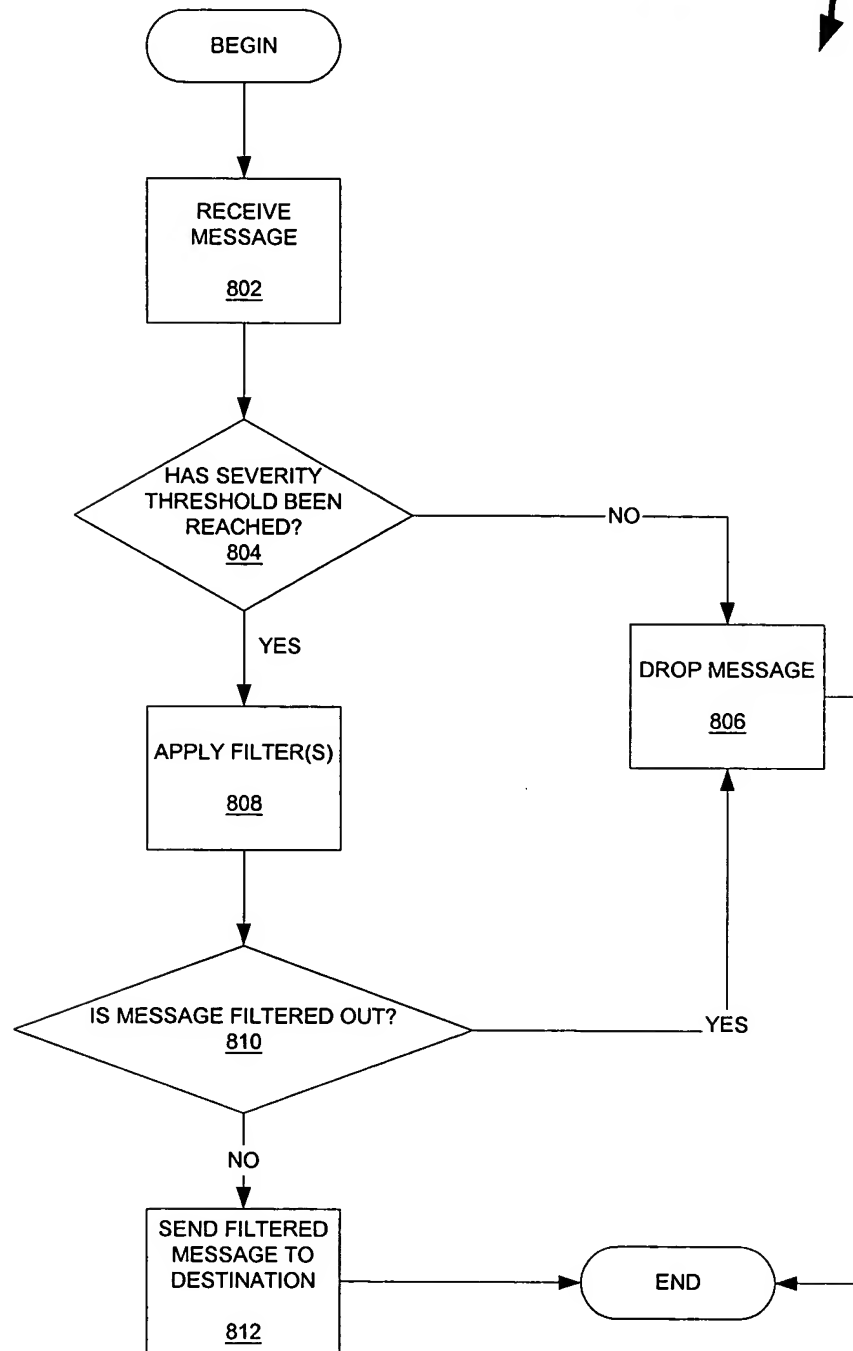 BEGIN
RECEIVE
MESSAGE
802
HAS SEVERITY
THRESHOLD BEEN
REACHED?
804
NO
YES
DROP MESSAGE
806
APPLY FILTER(S)
808
IS MESSAGE FILTERED OUT?
810
YES
NO
SEND FILTERED
MESSAGE TO
DESTINATION
812
END